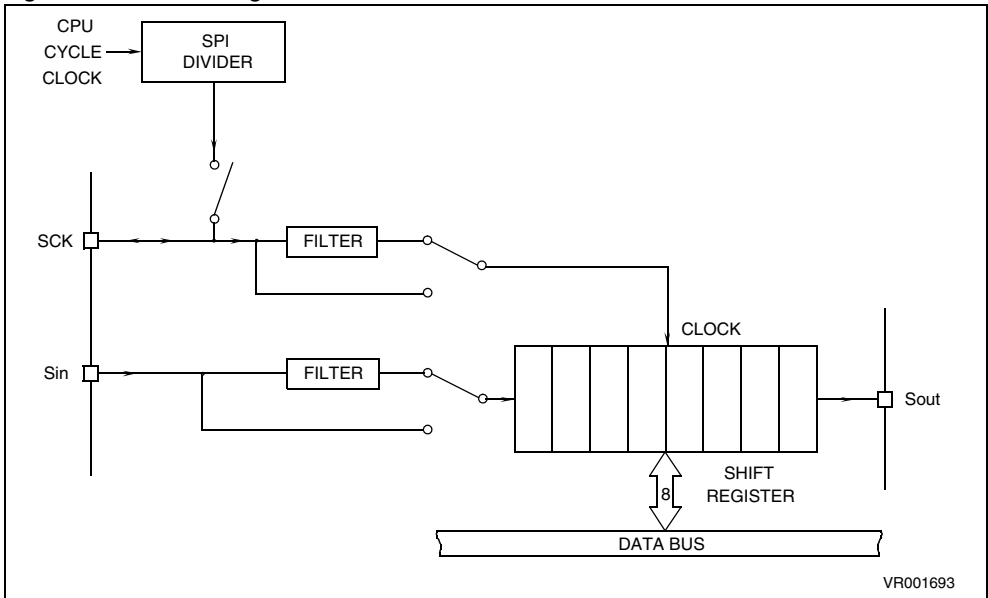 CPU
CYCLE
CLOCK
SPI
DIVIDER
SCK
FILTER
CLOCK
Sin
FILTER
Sout
SHIFT
REGISTER
8
DATA BUS
VR001693